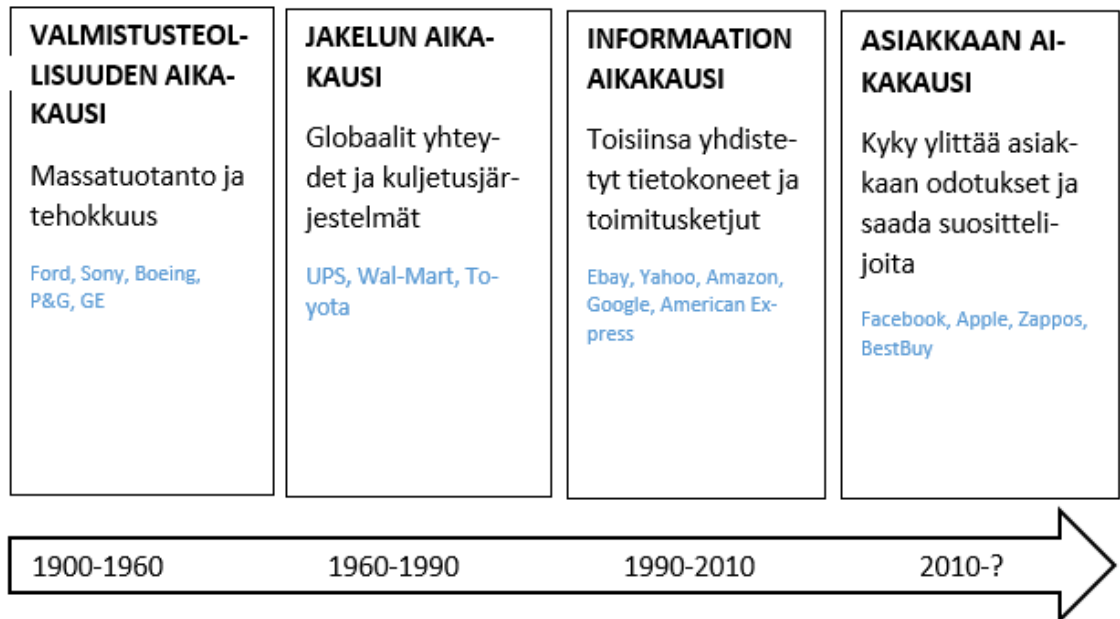 VALMISTUSTEOL-
LISUUDEN AIKA-
KAUSI
Massatuotanto ja
tehokkuus
Ford, Sony, Boeing,
P&G, GE
JAKELUN AIKA-
KAUSI
Globaalit yhtey-
det ja kuljetusjär-
jestelmät
UPS, Wal-Mart, To-
yota
INFORMAATION
AIKAKAUSI
Toisiinsa yhdiste-
tyt tietokoneet ja
toimitusketjut
Ebay, Yahoo, Amazon,
Google, American Ex-
press
ASIAKKAAN AI-
KAKAUSI
Kyky ylittää asiak-
kaan odotukset ja
saada suositteli-
joita
Facebook, Apple, Zappos,
BestBuy
1900-1960
1960-1990
1990-2010
2010-?